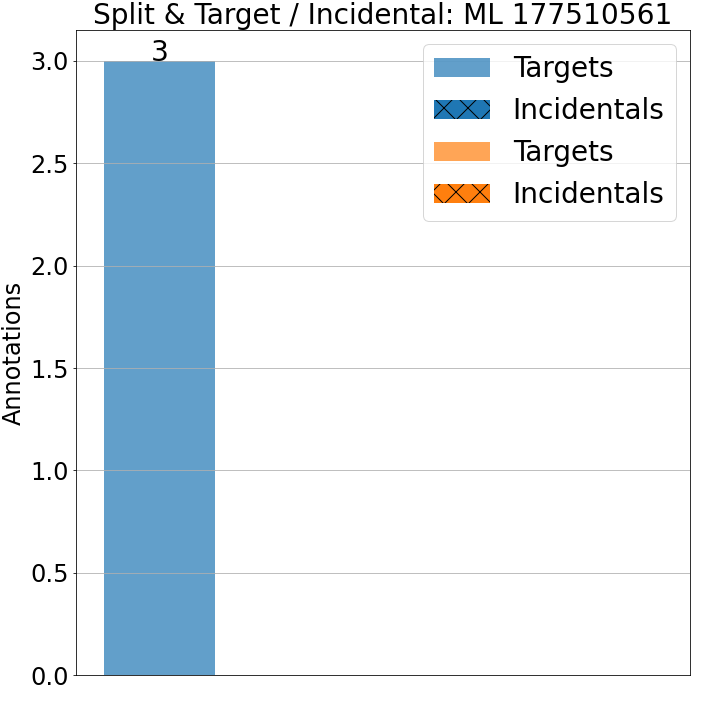 Split & Target / Incidental: ML 177510561
3
3.0
2.5
2.0
1.5
1.0
0.5
0.0
Annotations
Targets
Incidentals
Targets
Incidentals